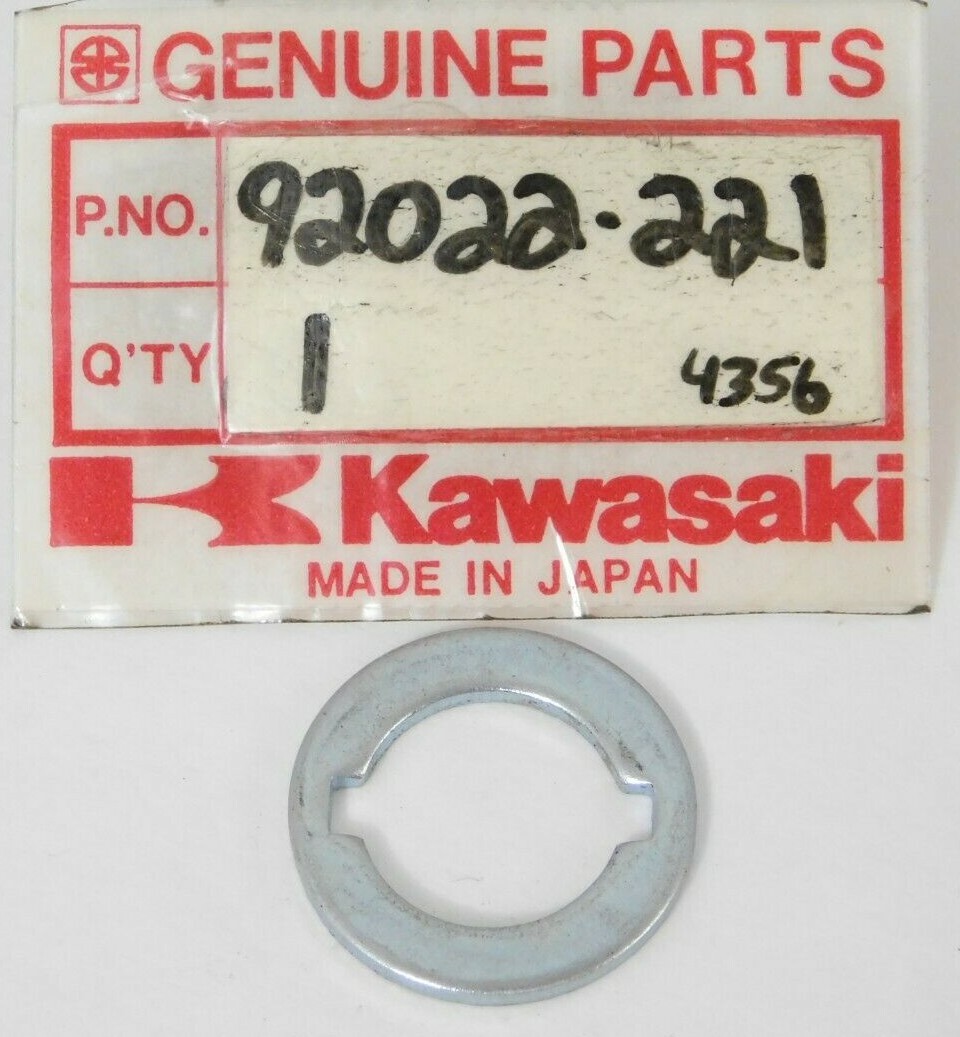 GENUINE PARTS
P.NO. 92022-221
Q'TY 1 4356
Kawasaki
MADE IN JAPAN